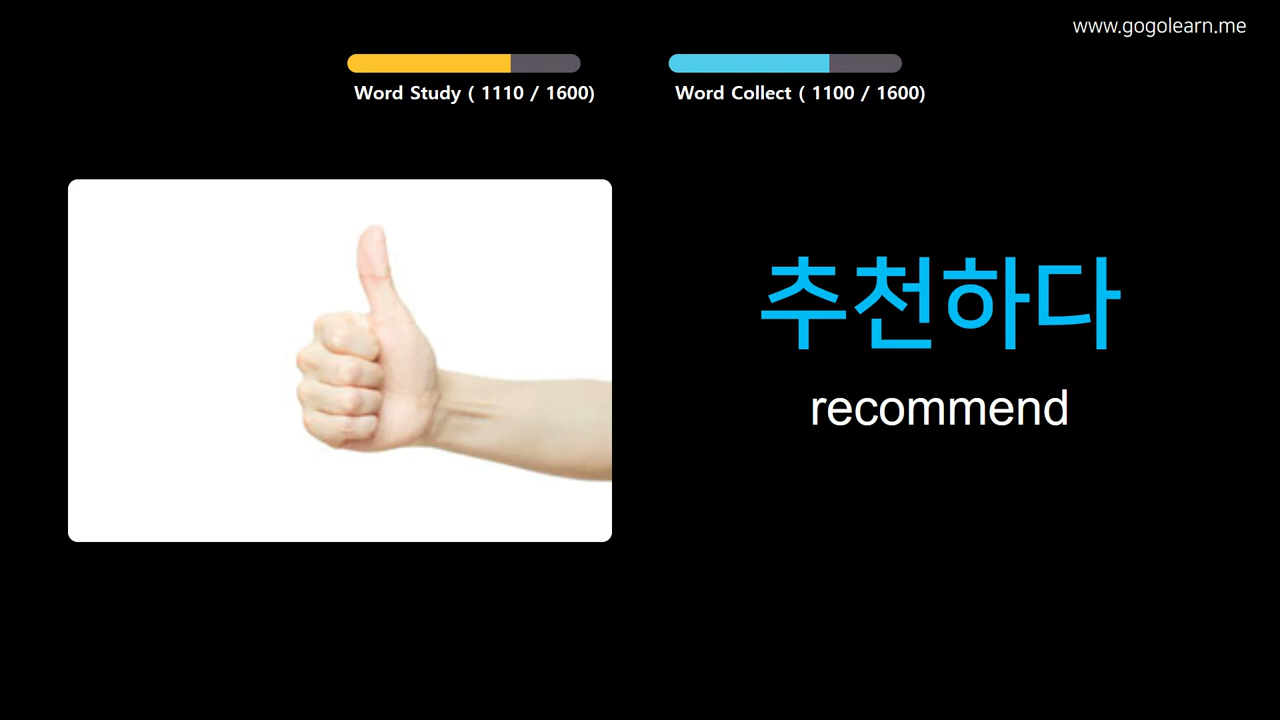 www.gogolearn.me
Word Study ( 1110 / 1600)
Word Collect ( 1100 / 1600)
추천하다
recommend